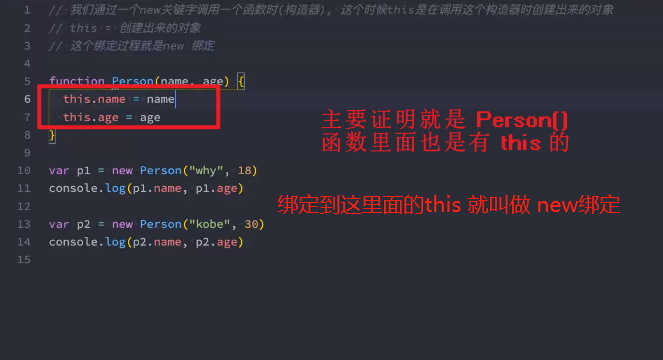 1 // 我们通过一个new关键字调用一个函数时(构造器), 这个时候this是在调用这个构造器时创建出来的对象
2 // this = 创建出来的对象
3 // 这个绑定过程就是new 绑定
4
5 function Person(name, age) {
6 this.name = name
7 this.age = age
8 }
9
10 var p1 = new Person("why", 18)
11 console.log(p1.name, p1.age)
12
13 var p2 = new Person("kobe", 30)
14 console.log(p2.name, p2.age)
15
主要证明就是 Person()
函数里面也是有 this 的
绑定到这里面的this 就叫做 new绑定